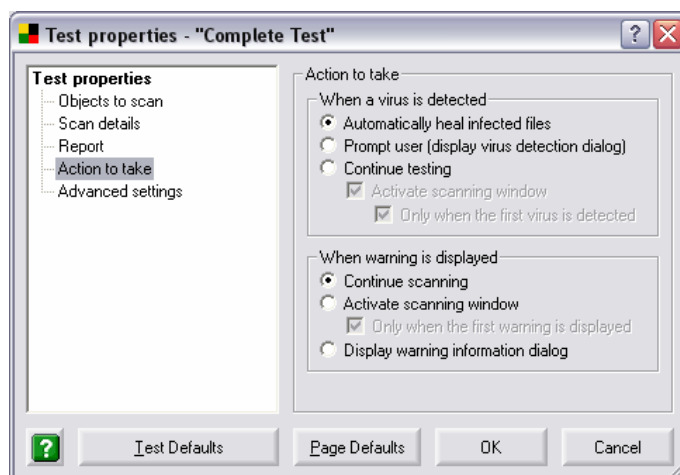 Test properties - "Complete Test"
Test properties
Objects to scan
Scan details
Report
Action to take
Advanced settings
Action to take
When a virus is detected
Automatically heal infected files
Prompt user (display virus detection dialog)
Continue testing
Activate scanning window
Only when the first virus is detected
When warning is displayed
Continue scanning
Activate scanning window
Only when the first warning is displayed
Display warning information dialog
Test Defaults
Page Defaults
OK
Cancel